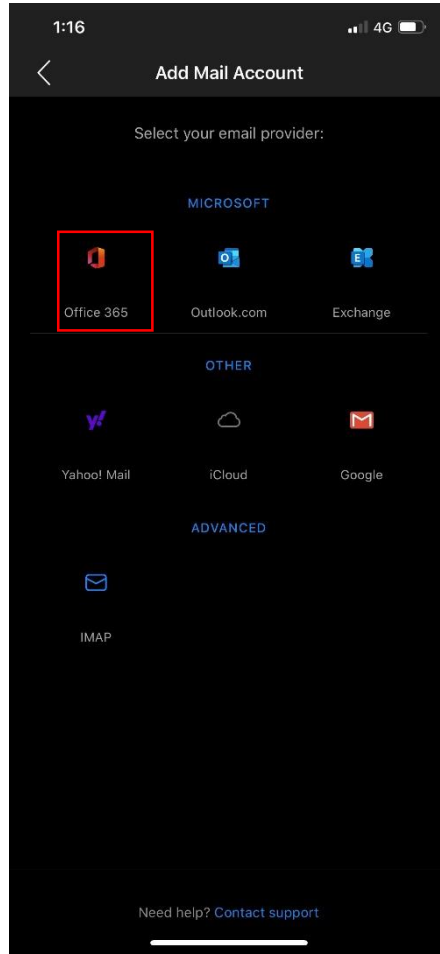 1:16 4G
Add Mail Account
Select your email provider:
MICROSOFT
Office 365 Outlook.com Exchange
OTHER
Yahoo! Mail iCloud Google
ADVANCED
IMAP
Need help? Contact support